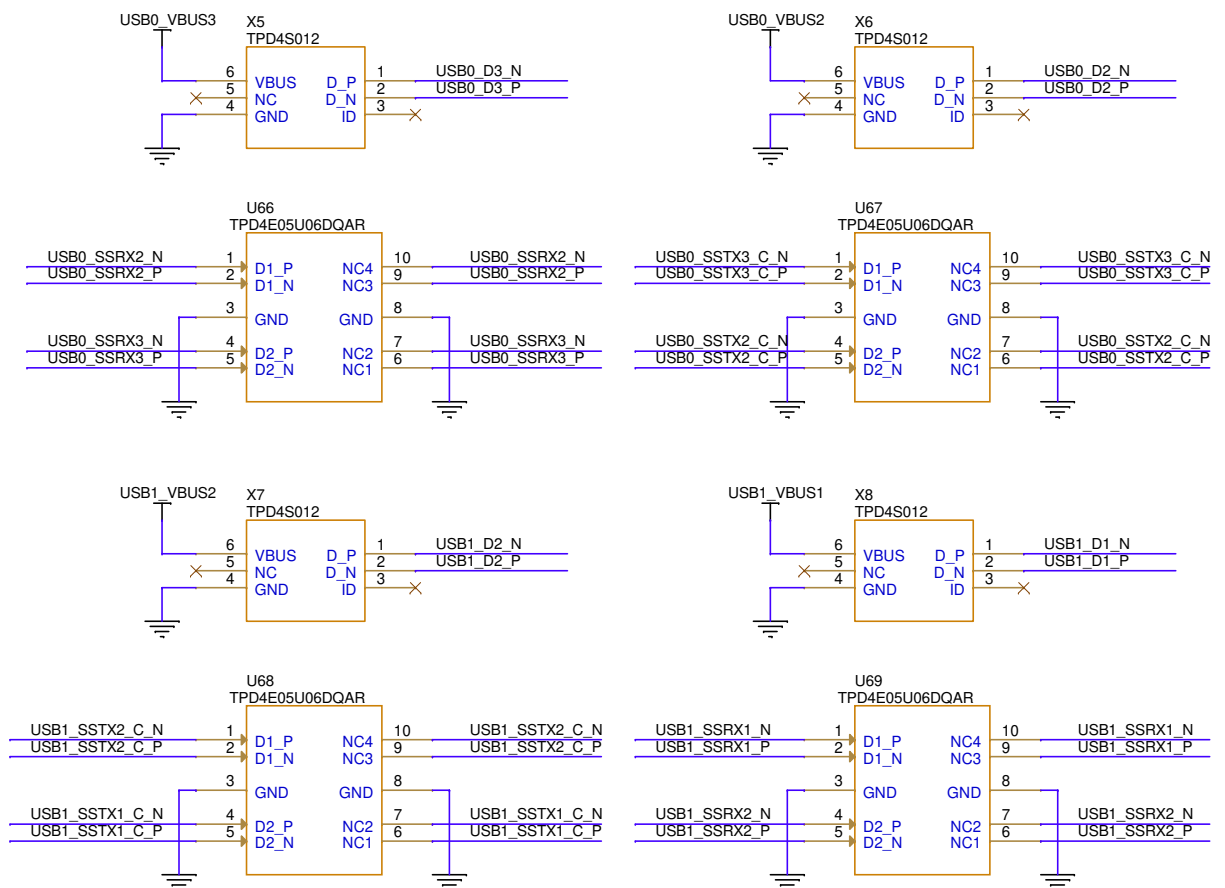 USB0_VBUS3 X5
TPD4S012
6 VBUS D_P 1 USB0_D3_N
5 NC D_N 2 USB0_D3_P
4 GND ID 3
USB0_VBUS2 X6
TPD4S012
6 VBUS D_P 1 USB0_D2_N
5 NC D_N 2 USB0_D2_P
4 GND ID 3
U66
TPD4E05U06DQAR
USB0_SSRX2_N 1 D1_P NC4 10 USB0_SSRX2_N
USB0_SSRX2_P 2 D1_N NC3 9 USB0_SSRX2_P
3 GND GND 8
USB0_SSRX3_N 4 D2_P NC2 7 USB0_SSRX3_N
USB0_SSRX3_P 5 D2_N NC1 6 USB0_SSRX3_P
U67
TPD4E05U06DQAR
USB0_SSTX3_C_N 1 D1_P NC4 10 USB0_SSTX3_C_N
USB0_SSTX3_C_P 2 D1_N NC3 9 USB0_SSTX3_C_P
3 GND GND 8
USB0_SSTX2_C_N 4 D2_P NC2 7 USB0_SSTX2_C_N
USB0_SSTX2_C_P 5 D2_N NC1 6 USB0_SSTX2_C_P
USB1_VBUS2 X7
TPD4S012
6 VBUS D_P 1 USB1_D2_N
5 NC D_N 2 USB1_D2_P
4 GND ID 3
USB1_VBUS1 X8
TPD4S012
6 VBUS D_P 1 USB1_D1_N
5 NC D_N 2 USB1_D1_P
4 GND ID 3
U68
TPD4E05U06DQAR
USB1_SSTX2_C_N 1 D1_P NC4 10 USB1_SSTX2_C_N
USB1_SSTX2_C_P 2 D1_N NC3 9 USB1_SSTX2_C_P
3 GND GND 8
USB1_SSTX1_C_N 4 D2_P NC2 7 USB1_SSTX1_C_N
USB1_SSTX1_C_P 5 D2_N NC1 6 USB1_SSTX1_C_P
U69
TPD4E05U06DQAR
USB1_SSRX1_N 1 D1_P NC4 10 USB1_SSRX1_N
USB1_SSRX1_P 2 D1_N NC3 9 USB1_SSRX1_P
3 GND GND 8
USB1_SSRX2_N 4 D2_P NC2 7 USB1_SSRX2_N
USB1_SSRX2_P 5 D2_N NC1 6 USB1_SSRX2_P